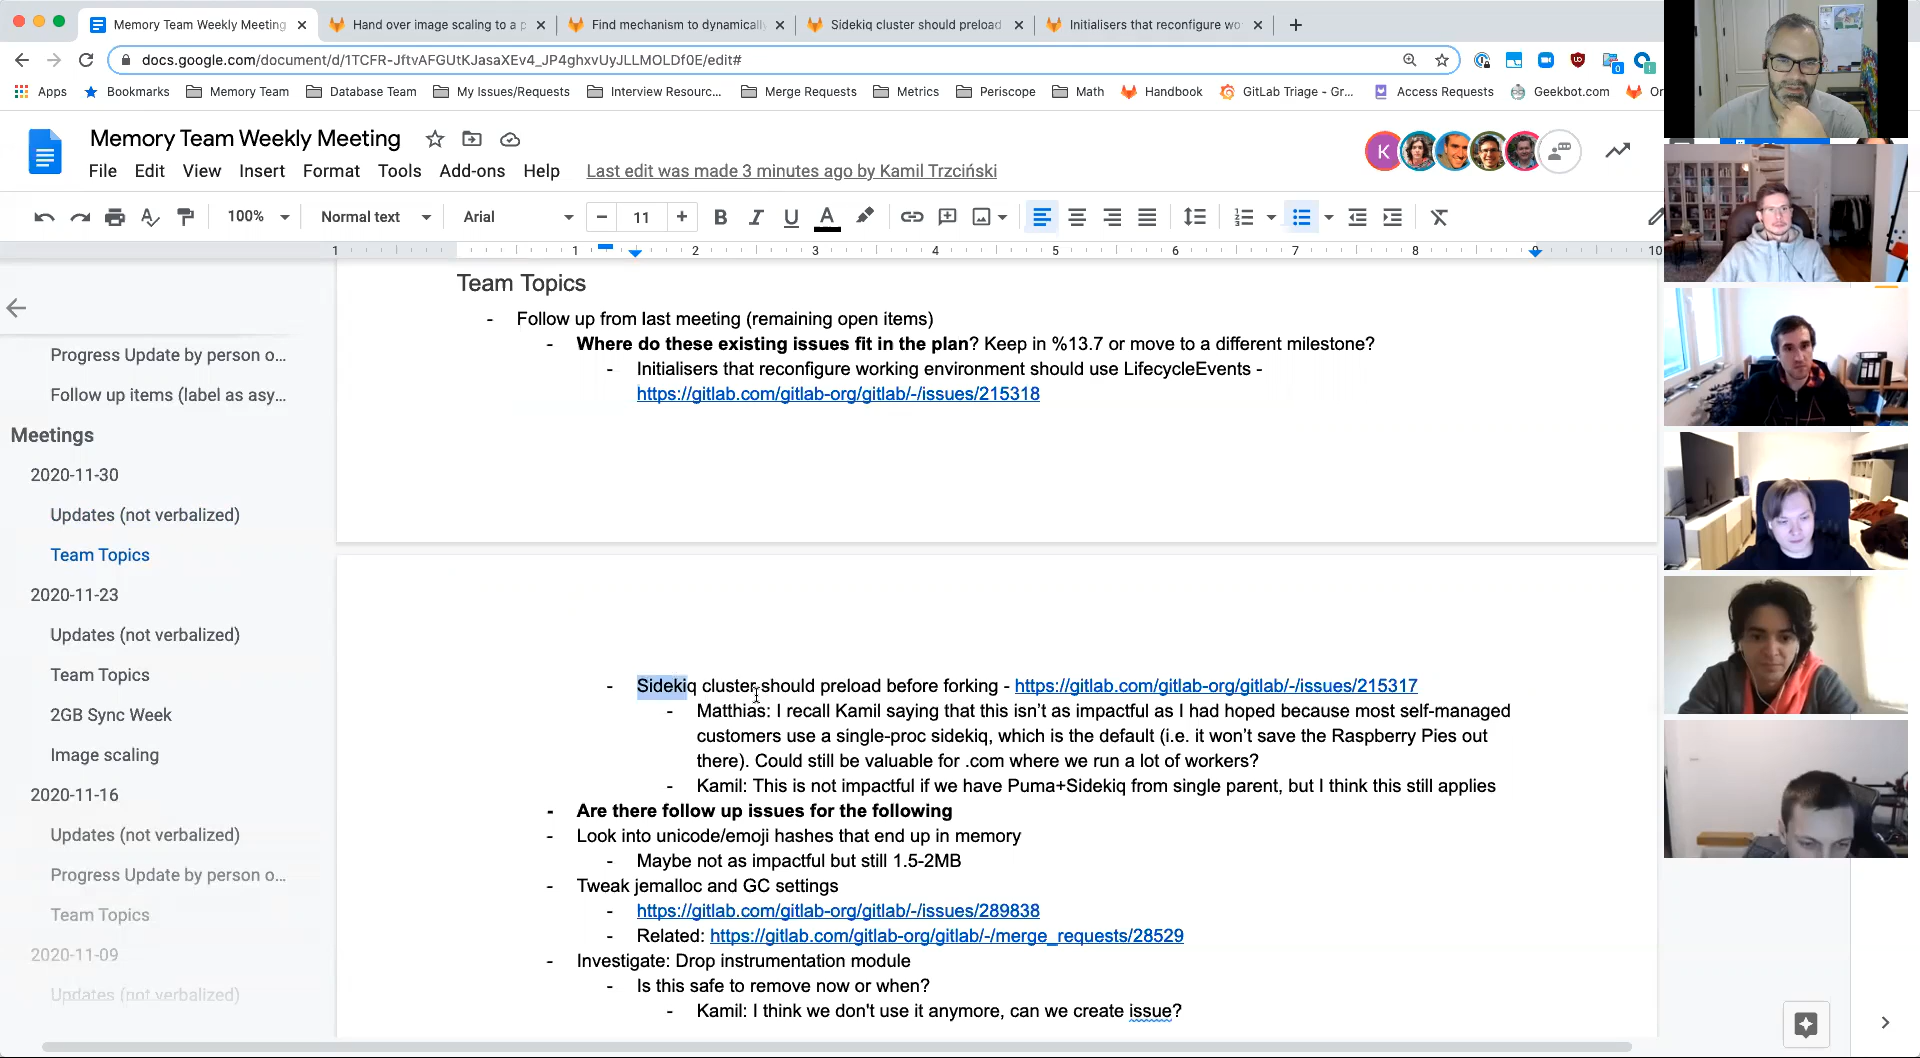 Memory Team Weekly Meeting
Hand over image scaling to a p
Find mechanism to dynamically
Sidekiq cluster should preload
Initialisers that reconfigure wo
docs.google.com/document/d/1TCFR-JftvAFGUtKJasaXEv4_JP4ghxvUyJLLMOLDf0E/edit#
Apps
Bookmarks
Memory Team
Database Team
My Issues/Requests
Interview Resourc...
Merge Requests
Metrics
Periscope
Math
Handbook
GitLab Triage - Gr...
Access Requests
Geekbot.com
Or
Memory Team Weekly Meeting
K
File Edit View Insert Format Tools Add-ons Help
Last edit was made 3 minutes ago by Kamil Trzciński
100% Normal text Arial 11 B I U A
1 1 2 3 4 5 6 7 8 9 10
Progress Update by person o...
Follow up items (label as asy...
Meetings
2020-11-30
Updates (not verbalized)
Team Topics
2020-11-23
Updates (not verbalized)
Team Topics
2GB Sync Week
Image scaling
2020-11-16
Updates (not verbalized)
Progress Update by person o...
Team Topics
2020-11-09
Updates (not verbalized)
Team Topics
- Follow up from last meeting (remaining open items)
- Where do these existing issues fit in the plan? Keep in %13.7 or move to a different milestone?
- Initialisers that reconfigure working environment should use LifecycleEvents -
https://gitlab.com/gitlab-org/gitlab/-/issues/215318
- Sidekiq cluster should preload before forking - https://gitlab.com/gitlab-org/gitlab/-/issues/215317
- Matthias: I recall Kamil saying that this isn't as impactful as I had hoped because most self-managed
customers use a single-proc sidekiq, which is the default (i.e. it won't save the Raspberry Pies out
there). Could still be valuable for .com where we run a lot of workers?
- Kamil: This is not impactful if we have Puma+Sidekiq from single parent, but I think this still applies
- Are there follow up issues for the following
- Look into unicode/emoji hashes that end up in memory
- Maybe not as impactful but still 1.5-2MB
- Tweak jemalloc and GC settings
- https://gitlab.com/gitlab-org/gitlab/-/issues/289838
- Related: https://gitlab.com/gitlab-org/gitlab/-/merge_requests/28529
- Investigate: Drop instrumentation module
- Is this safe to remove now or when?
- Kamil: I think we don't use it anymore, can we create issue?